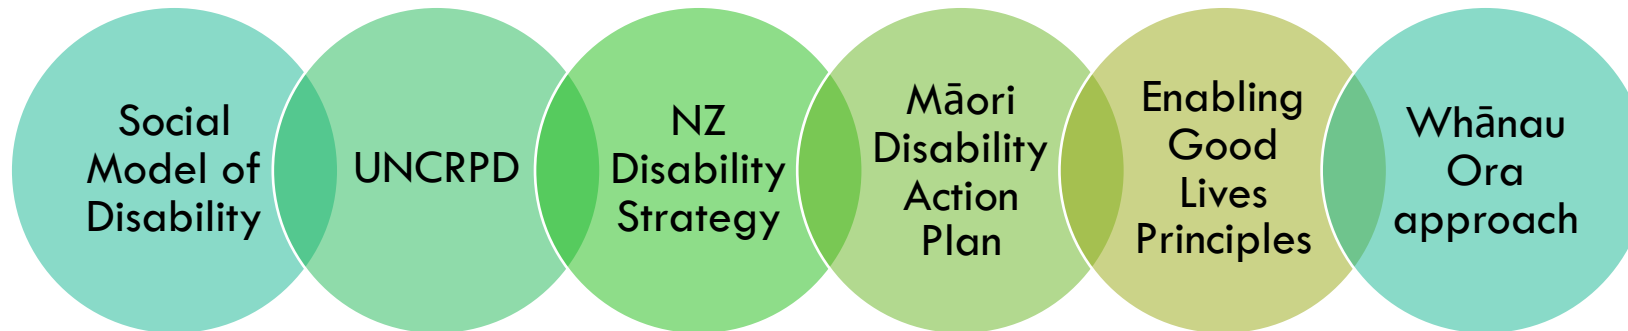 Social
Model of
Disability
UNCRPD
NZ
Disability
Strategy
Māori
Disability
Action
Plan
Enabling
Good
Lives
Principles
Whānau
Ora
approach